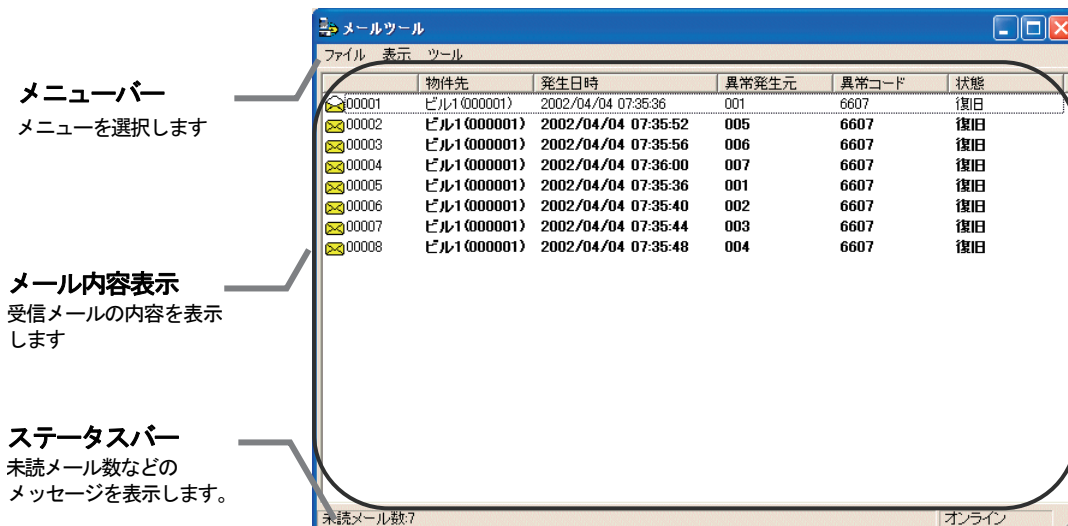 メールツール
ファイル 表示 ツール
メニューバー
メニューを選択します
物件先 発生日時 異常発生元 異常コード 状態
00001 ビル1(000001) 2002/04/04 07:35:36 001 6607 復旧
00002 ビル1(000001) 2002/04/04 07:35:52 005 6607 復旧
00003 ビル1(000001) 2002/04/04 07:35:56 006 6607 復旧
00004 ビル1(000001) 2002/04/04 07:36:00 007 6607 復旧
00005 ビル1(000001) 2002/04/04 07:35:36 001 6607 復旧
00006 ビル1(000001) 2002/04/04 07:35:40 002 6607 復旧
00007 ビル1(000001) 2002/04/04 07:35:44 003 6607 復旧
00008 ビル1(000001) 2002/04/04 07:35:48 004 6607 復旧
メール内容表示
受信メールの内容を表示
します
ステータスバー
未読メール数などの
メッセージを表示します。
未読メール数:7 オンライン